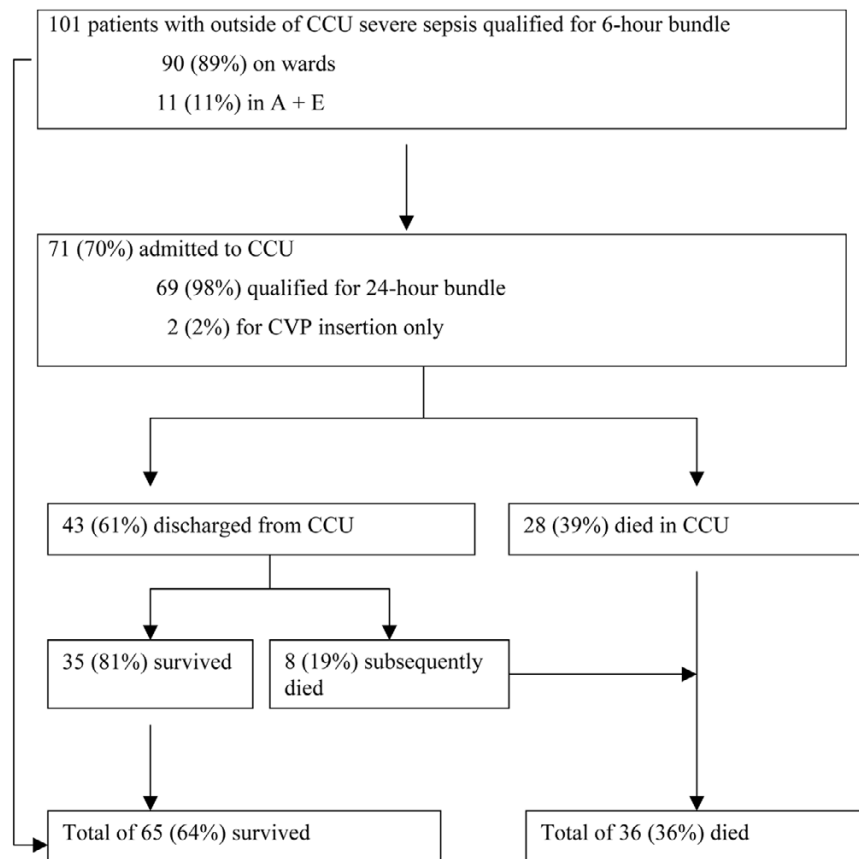 101 patients with outside of CCU severe sepsis qualified for 6-hour bundle
90 (89%) on wards
11 (11%) in A + E
71 (70%) admitted to CCU
69 (98%) qualified for 24-hour bundle
2 (2%) for CVP insertion only
43 (61%) discharged from CCU
28 (39%) died in CCU
35 (81%) survived
8 (19%) subsequently
died
Total of 65 (64%) survived
Total of 36 (36%) died